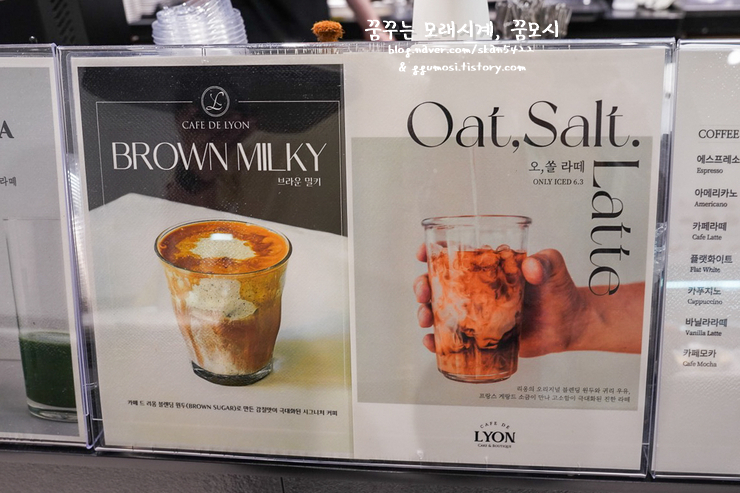 꿈꾸는 모래시계, 꿈모시
& ggumosi.tistory.com
A
라떼
L
CAFE DE LYON
BROWN MILKY
브라운 밀키
카페 드 리옹 블렌딩 원두(BROWN SUGAR)로 만든 감칠맛이 극대화된 시그니처 커피
Oat, Salt.
Latte
오,쏠 라떼
ONLY ICED 6.3
리옹의 오리지널 블렌딩 원두와 귀리 우유,
프랑스 게랑드 소금이 만나 고소함이 극대화된 진한 라떼
CAFE DE
LYON
COFFEE
에스프레소
Espresso
아메리카노
Americano
카페라떼
Cafe Latte
플랫화이트
Flat White
카푸치노
Cappuccino
바닐라라떼
Vanilla Latte
카페모카
Cafe Mocha